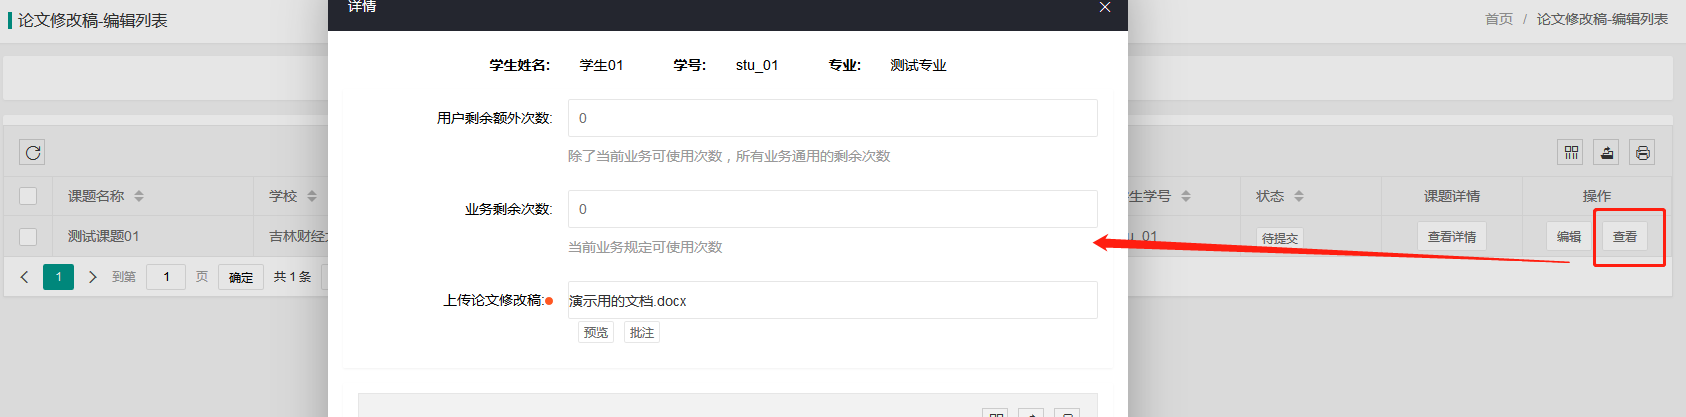 论文修改稿-编辑列表
首页 / 论文修改稿-编辑列表
详情
学生姓名: 学生01 学号: stu_01 专业: 测试专业
用户剩余额外次数: 0
除了当前业务可使用次数，所有业务通用的剩余次数
业务剩余次数: 0
当前业务规定可使用次数
上传论文修改稿: 演示用的文档.docx
预览 批注
课题名称 学校 生学号 状态 课题详情 操作
测试课题01 吉林财经 u_01 待提交 查看详情 编辑 查看
1 到第 1 页 确定 共 1 条